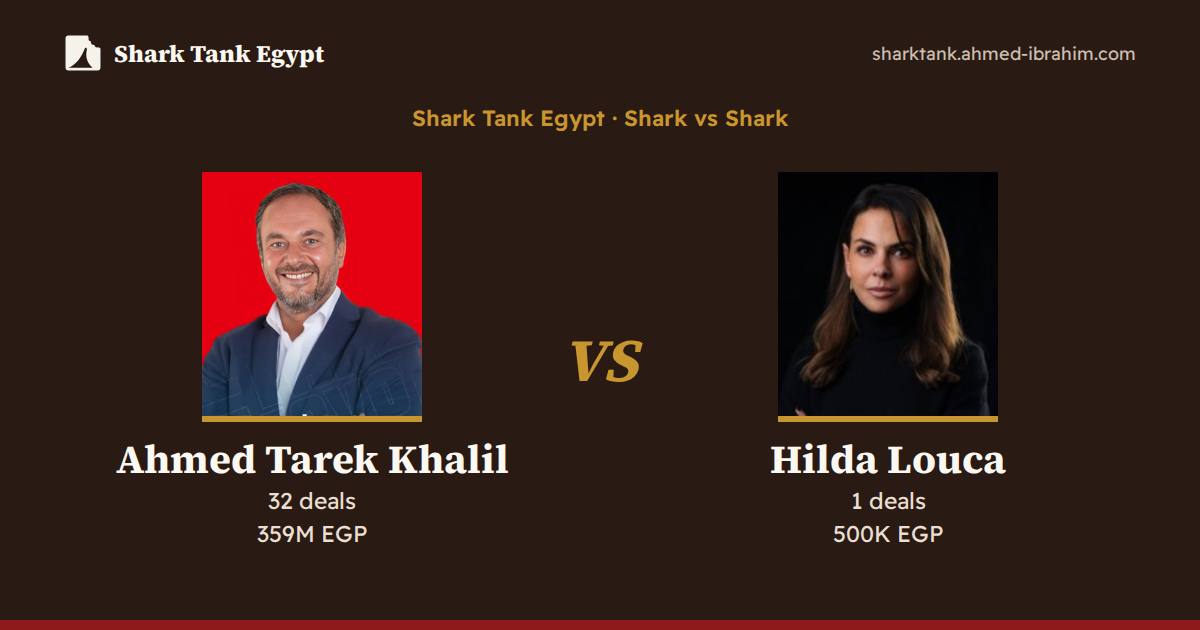 Shark Tank Egypt
sharktank.ahmed-ibrahim.com
Shark Tank Egypt · Shark vs Shark
VS
Ahmed Tarek Khalil
32 deals
359M EGP
Hilda Louca
1 deals
500K EGP